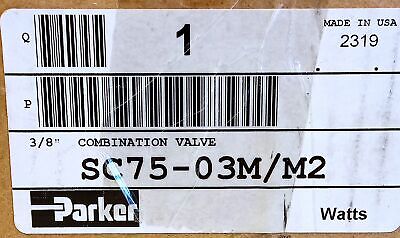 Q
1
MADE IN USA
2319
P
3/8" COMBINATION VALVE
SC75-03M/M2
Parker
Watts